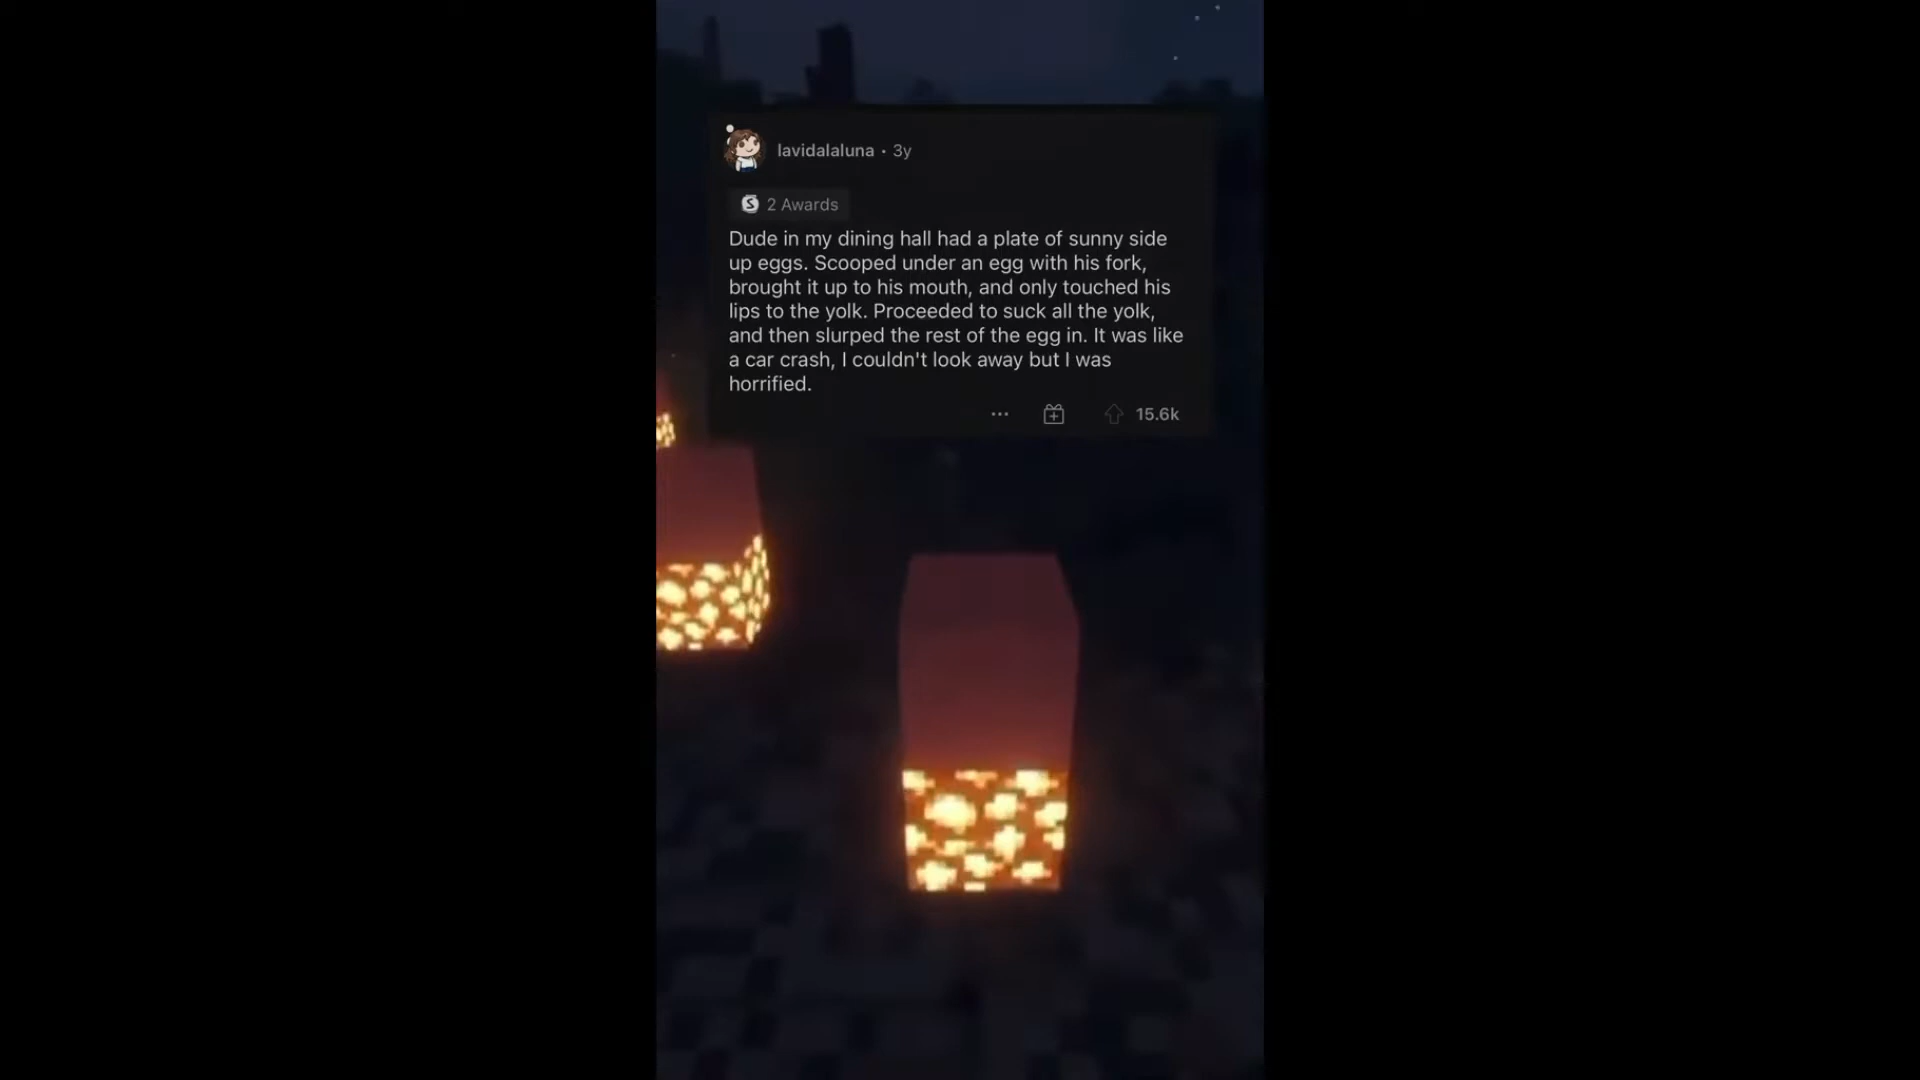 lavidalaluna • 3y
2 Awards
Dude in my dining hall had a plate of sunny side
up eggs. Scooped under an egg with his fork,
brought it up to his mouth, and only touched his
lips to the yolk. Proceeded to suck all the yolk,
and then slurped the rest of the egg in. It was like
a car crash, I couldn't look away but I was
horrified.
15.6k